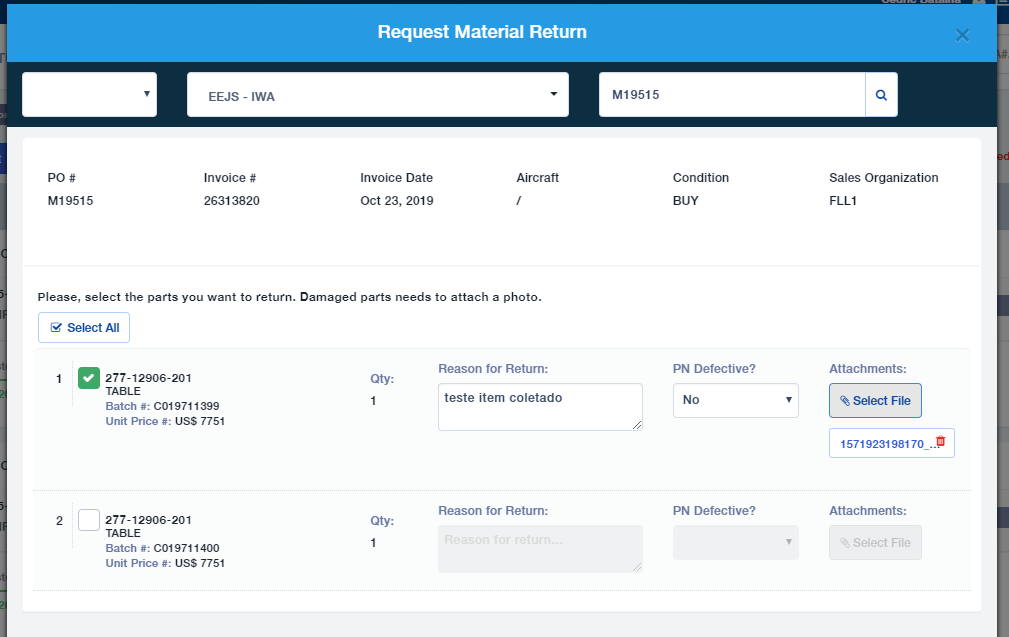 Request Material Return
EEJS - IWA
M19515
PO #
Invoice #
Invoice Date
Aircraft
Condition
Sales Organization
M19515
26313820
Oct 23, 2019
/
BUY
FLL1
Please, select the parts you want to return. Damaged parts needs to attach a photo.
Select All
1
277-12906-201
TABLE
Batch #: C019711399
Unit Price #: US$ 7751
Qty:
1
Reason for Return:
teste item coletado
PN Defective?
No
Attachments:
Select File
1571923198170_...
2
277-12906-201
TABLE
Batch #: C019711400
Unit Price #: US$ 7751
Qty:
1
Reason for Return:
Reason for return...
PN Defective?
Attachments:
Select File